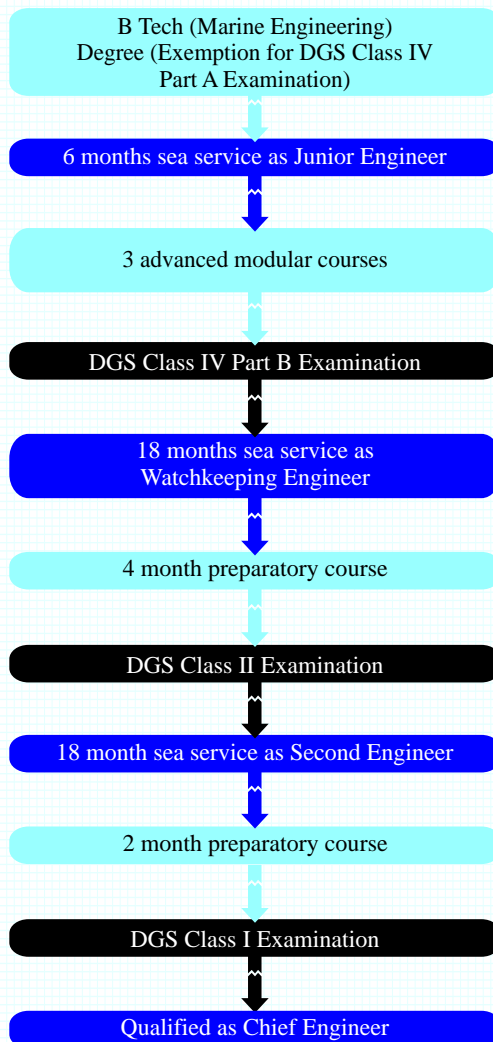 B Tech (Marine Engineering)
Degree (Exemption for DGS Class IV
Part A Examination)
6 months sea service as Junior Engineer
3 advanced modular courses
DGS Class IV Part B Examination
18 months sea service as
Watchkeeping Engineer
4 month preparatory course
DGS Class II Examination
18 month sea service as Second Engineer
2 month preparatory course
DGS Class I Examination
Qualified as Chief Engineer